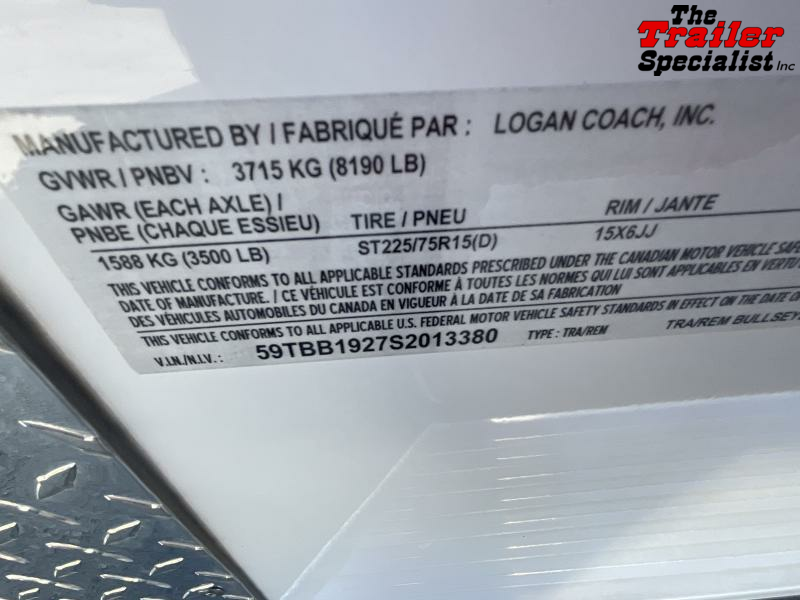 The
Trailer
Specialist Inc
MANUFACTURED BY / FABRIQUÉ PAR : LOGAN COACH, INC.
GVWR / PNBV : 3715 KG (8190 LB)
GAWR (EACH AXLE) /
PNBE (CHAQUE ESSIEU) TIRE / PNEU RIM / JANTE
1588 KG (3500 LB) ST225/75R15(D) 15X6JJ
THIS VEHICLE CONFORMS TO ALL APPLICABLE STANDARDS PRESCRIBED UNDER THE CANADIAN MOTOR VEHICLE
DATE OF MANUFACTURE. / CE VÉHICULE EST CONFORME À TOUTES LES NORMES QUI LUI SONT APPLICABLES EN
DES VÉHICULES AUTOMOBILES DU CANADA EN VIGUEUR À LA DATE DE SA FABRICATION
THIS VEHICLE CONFORMS TO ALL APPLICABLE U.S. FEDERAL MOTOR VEHICLE SAFETY STANDARDS IN EFFECT ON THE DATE OF
V.I.N./N.I.V.: 59TBB1927S2013380 TYPE : TRA/REM TRA/REM BULLSEY